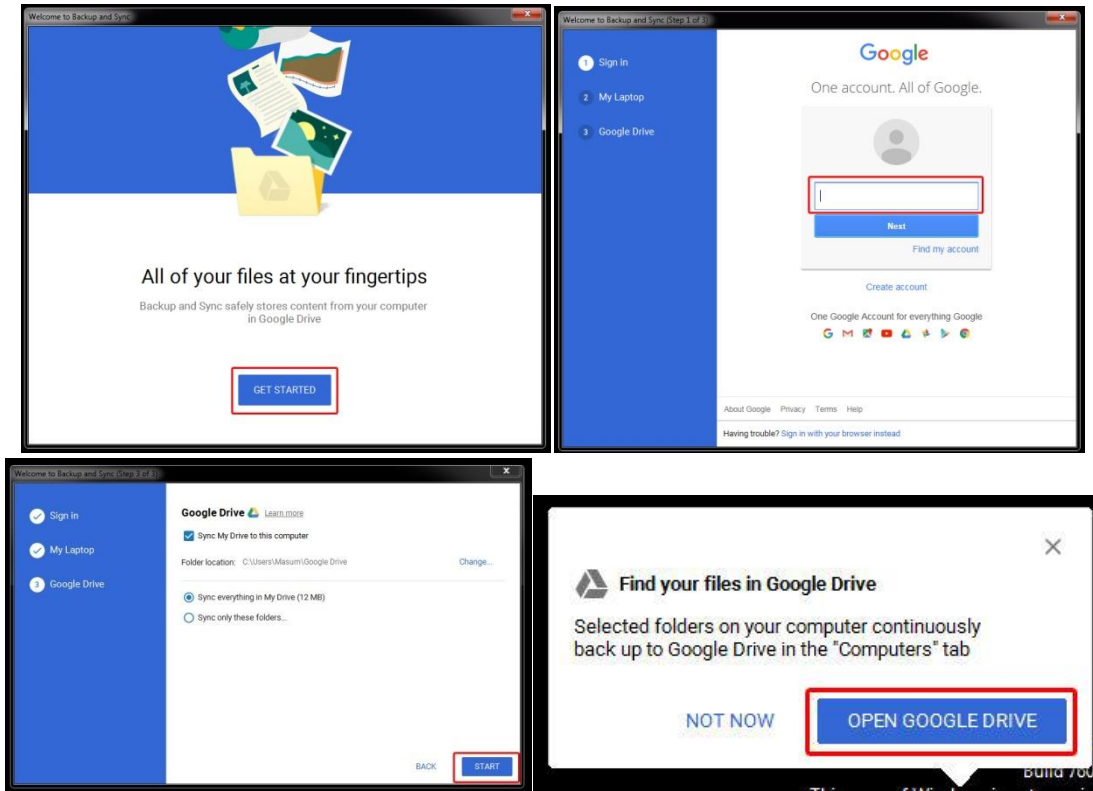 Welcome to Backup and Sync
All of your files at your fingertips
Backup and Sync safely stores content from your computer
in Google Drive
GET STARTED
Welcome to Backup and Sync (Step 1 of 3)
1 Sign in
2 My Laptop
3 Google Drive
Google
One account. All of Google.
Next
Find my account
Create account
One Google Account for everything Google
About Google Privacy Terms Help
Having trouble? Sign in with your browser instead
Welcome to Backup and Sync (Step 3 of 3)
Sign in
My Laptop
3 Google Drive
Google Drive Learn more
Sync My Drive to this computer
Folder location: C:\Users\Masum\Google Drive Change...
Sync everything in My Drive (12 MB)
Sync only these folders...
BACK START
Find your files in Google Drive
Selected folders on your computer continuously
back up to Google Drive in the "Computers" tab
NOT NOW OPEN GOOGLE DRIVE
Build 760